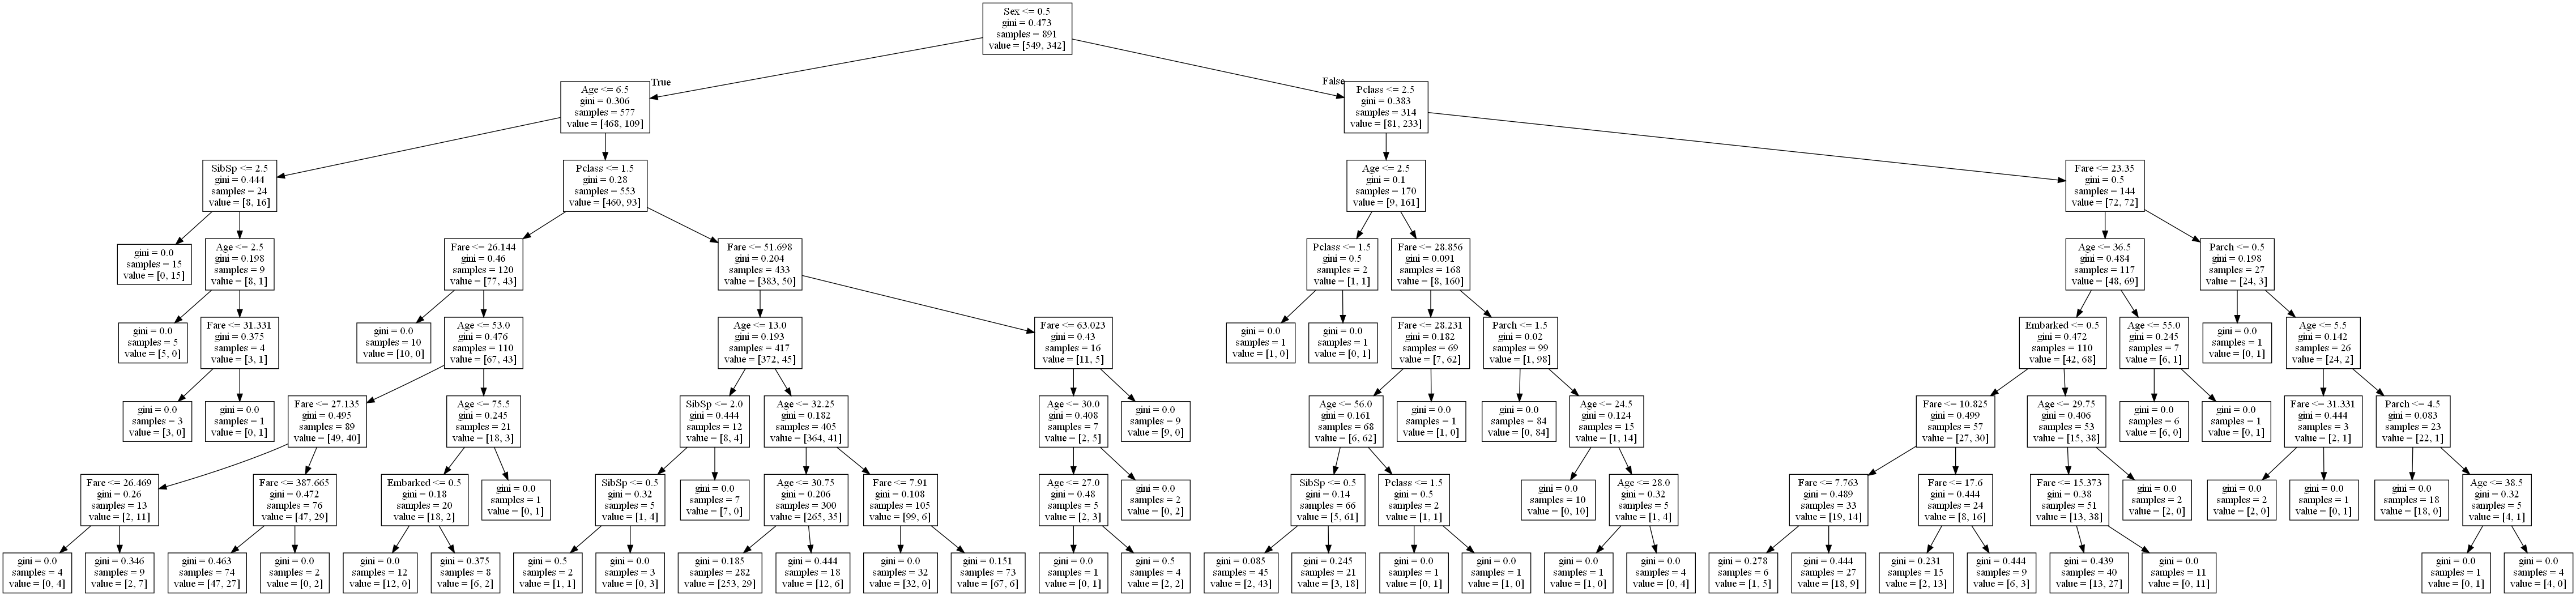 Sex <= 0.5
gini = 0.473
samples = 891
value = [549, 342]
True
False
Age <= 6.5
gini = 0.306
samples = 577
value = [468, 109]
Pclass <= 2.5
gini = 0.383
samples = 314
value = [81, 233]
SibSp <= 2.5
gini = 0.444
samples = 24
value = [8, 16]
Pclass <= 1.5
gini = 0.28
samples = 553
value = [460, 93]
Age <= 2.5
gini = 0.1
samples = 170
value = [9, 161]
Fare <= 23.35
gini = 0.5
samples = 144
value = [72, 72]
gini = 0.0
samples = 15
value = [0, 15]
Age <= 2.5
gini = 0.198
samples = 9
value = [8, 1]
Fare <= 26.144
gini = 0.46
samples = 120
value = [77, 43]
Fare <= 51.698
gini = 0.204
samples = 433
value = [383, 50]
Pclass <= 1.5
gini = 0.5
samples = 2
value = [1, 1]
Fare <= 28.856
gini = 0.091
samples = 168
value = [8, 160]
Age <= 36.5
gini = 0.484
samples = 117
value = [48, 69]
Parch <= 0.5
gini = 0.198
samples = 27
value = [24, 3]
gini = 0.0
samples = 5
value = [5, 0]
Fare <= 31.331
gini = 0.375
samples = 4
value = [3, 1]
gini = 0.0
samples = 10
value = [10, 0]
Age <= 53.0
gini = 0.476
samples = 110
value = [67, 43]
Age <= 13.0
gini = 0.193
samples = 417
value = [372, 45]
Fare <= 63.023
gini = 0.43
samples = 16
value = [11, 5]
gini = 0.0
samples = 1
value = [1, 0]
gini = 0.0
samples = 1
value = [0, 1]
Fare <= 28.231
gini = 0.182
samples = 69
value = [7, 62]
Parch <= 1.5
gini = 0.02
samples = 99
value = [1, 98]
Embarked <= 0.5
gini = 0.472
samples = 110
value = [42, 68]
Age <= 55.0
gini = 0.245
samples = 7
value = [6, 1]
gini = 0.0
samples = 1
value = [0, 1]
Age <= 5.5
gini = 0.142
samples = 26
value = [24, 2]
gini = 0.0
samples = 3
value = [3, 0]
gini = 0.0
samples = 1
value = [0, 1]
Fare <= 27.135
gini = 0.495
samples = 89
value = [49, 40]
Age <= 75.5
gini = 0.245
samples = 21
value = [18, 3]
SibSp <= 2.0
gini = 0.444
samples = 12
value = [8, 4]
Age <= 32.25
gini = 0.182
samples = 405
value = [364, 41]
Age <= 30.0
gini = 0.408
samples = 7
value = [2, 5]
gini = 0.0
samples = 9
value = [9, 0]
Age <= 56.0
gini = 0.161
samples = 68
value = [6, 62]
gini = 0.0
samples = 1
value = [1, 0]
gini = 0.0
samples = 84
value = [0, 84]
Age <= 24.5
gini = 0.124
samples = 15
value = [1, 14]
Fare <= 10.825
gini = 0.499
samples = 57
value = [27, 30]
Age <= 29.75
gini = 0.406
samples = 53
value = [15, 38]
gini = 0.0
samples = 6
value = [6, 0]
gini = 0.0
samples = 1
value = [0, 1]
Fare <= 31.331
gini = 0.444
samples = 3
value = [2, 1]
Parch <= 4.5
gini = 0.083
samples = 23
value = [22, 1]
Fare <= 26.469
gini = 0.26
samples = 13
value = [2, 11]
Fare <= 387.665
gini = 0.472
samples = 76
value = [47, 29]
Embarked <= 0.5
gini = 0.18
samples = 20
value = [18, 2]
gini = 0.0
samples = 1
value = [0, 1]
SibSp <= 0.5
gini = 0.32
samples = 5
value = [1, 4]
gini = 0.0
samples = 7
value = [7, 0]
Age <= 30.75
gini = 0.206
samples = 300
value = [265, 35]
Fare <= 7.91
gini = 0.108
samples = 105
value = [99, 6]
Age <= 27.0
gini = 0.48
samples = 5
value = [2, 3]
gini = 0.0
samples = 2
value = [0, 2]
SibSp <= 0.5
gini = 0.14
samples = 66
value = [5, 61]
Pclass <= 1.5
gini = 0.5
samples = 2
value = [1, 1]
gini = 0.0
samples = 10
value = [0, 10]
Age <= 28.0
gini = 0.32
samples = 5
value = [1, 4]
Fare <= 7.763
gini = 0.489
samples = 33
value = [19, 14]
Fare <= 17.6
gini = 0.444
samples = 24
value = [8, 16]
Fare <= 15.373
gini = 0.38
samples = 51
value = [13, 38]
gini = 0.0
samples = 2
value = [2, 0]
gini = 0.0
samples = 2
value = [2, 0]
gini = 0.0
samples = 1
value = [0, 1]
gini = 0.0
samples = 18
value = [18, 0]
Age <= 38.5
gini = 0.32
samples = 5
value = [4, 1]
gini = 0.0
samples = 4
value = [0, 4]
gini = 0.346
samples = 9
value = [2, 7]
gini = 0.463
samples = 74
value = [47, 27]
gini = 0.0
samples = 2
value = [0, 2]
gini = 0.0
samples = 12
value = [12, 0]
gini = 0.375
samples = 8
value = [6, 2]
gini = 0.5
samples = 2
value = [1, 1]
gini = 0.0
samples = 3
value = [0, 3]
gini = 0.185
samples = 282
value = [253, 29]
gini = 0.444
samples = 18
value = [12, 6]
gini = 0.0
samples = 32
value = [32, 0]
gini = 0.151
samples = 73
value = [67, 6]
gini = 0.0
samples = 1
value = [0, 1]
gini = 0.5
samples = 4
value = [2, 2]
gini = 0.085
samples = 45
value = [2, 43]
gini = 0.245
samples = 21
value = [3, 18]
gini = 0.0
samples = 1
value = [0, 1]
gini = 0.0
samples = 1
value = [1, 0]
gini = 0.0
samples = 1
value = [1, 0]
gini = 0.0
samples = 4
value = [0, 4]
gini = 0.278
samples = 6
value = [1, 5]
gini = 0.444
samples = 27
value = [18, 9]
gini = 0.231
samples = 15
value = [2, 13]
gini = 0.444
samples = 9
value = [6, 3]
gini = 0.439
samples = 40
value = [13, 27]
gini = 0.0
samples = 11
value = [0, 11]
gini = 0.0
samples = 1
value = [0, 1]
gini = 0.0
samples = 4
value = [4, 0]